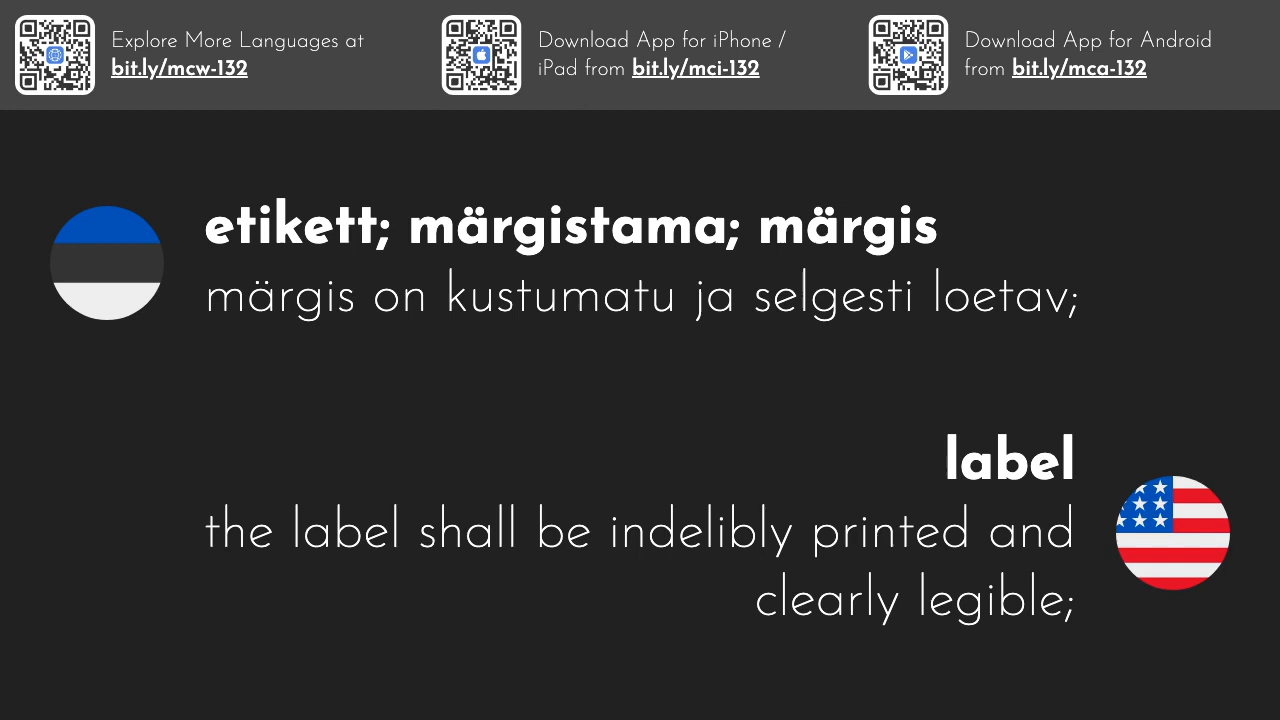 Explore More Languages at
bit.ly/mcw-132
Download App for iPhone /
iPad from bit.ly/mci-132
Download App for Android
from bit.ly/mca-132
etikett; märgistama; märgis
märgis on kustumatu ja selgesti loetav;
label
the label shall be indelibly printed and
clearly legible;